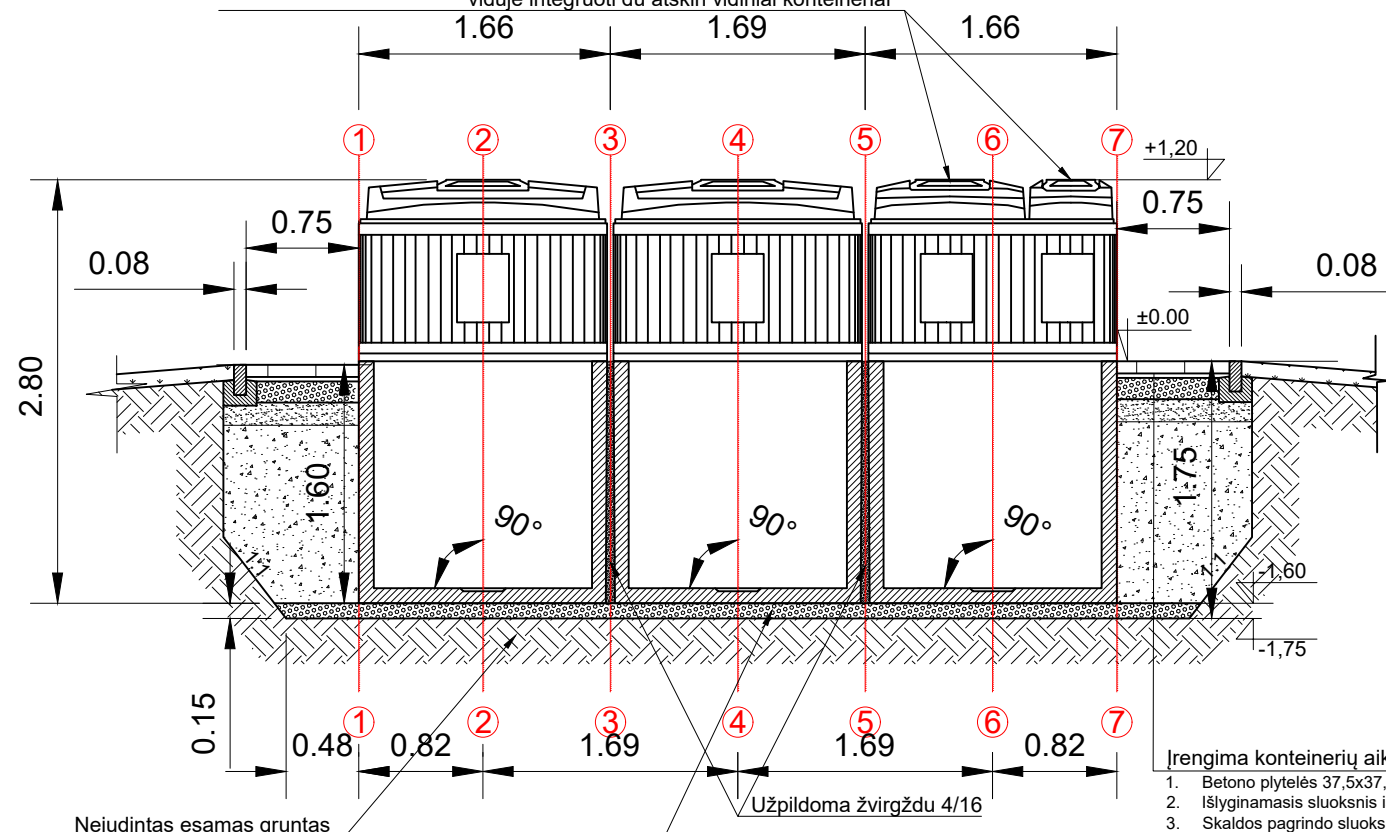 viduje integruoti du atskiri vidiniai konteineriai
1.66 1.69 1.66
1 2 3 4 5 6 7
+1,20
0.75 0.75
0.08 0.08
±0.00
2.80
1.60 1.75
90° 90° 90°
1:1 1:1
-1,60
-1,75
0.15
1 2 3 4 5 6 7
0.48 0.82 1.69 1.69 0.82
Įrengima konteinerių
1. Betono plytelės 37,5x37,
Užpildoma žvirgždu 4/16
2. Išlyginamasis sluoksnis
Nejudintas esamas gruntas
3. Skaldos pagrindo